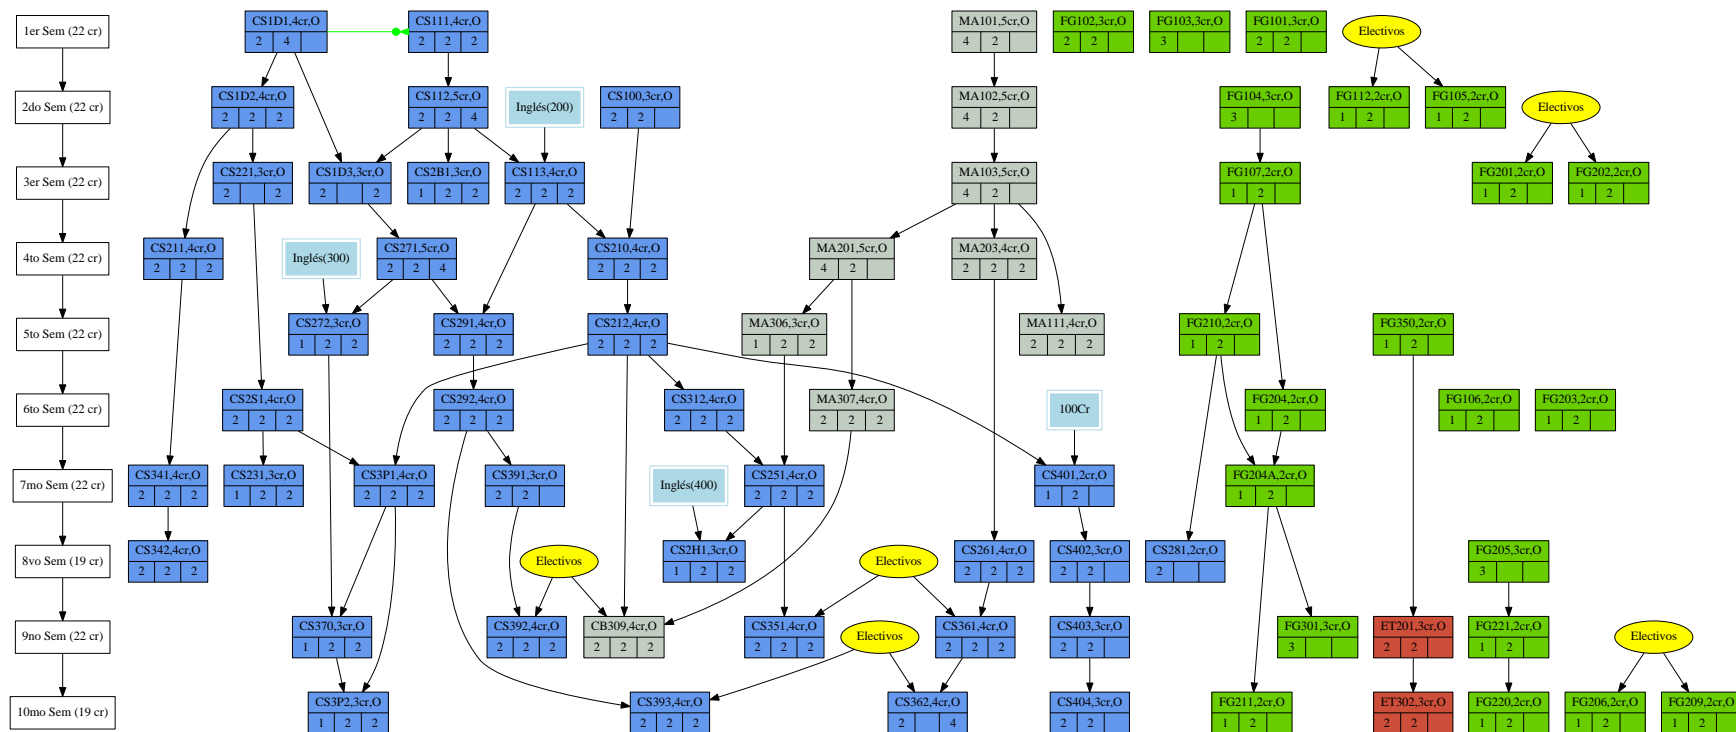 1er Sem (22 cr)
CS1D1,4cr,O
2 4
CS111,4cr,O
2 2 2
MA101,5cr,O
4 2
FG102,3cr,O
2 2
FG103,3cr,O
3
FG101,3cr,O
2 2
Electivos
2do Sem (22 cr)
CS1D2,4cr,O
2 2 2
CS112,5cr,O
2 2 4
Inglés(200)
CS100,3cr,O
2 2
MA102,5cr,O
4 2
FG104,3cr,O
3
FG112,2cr,O
1 2
FG105,2cr,O
1 2
Electivos
3er Sem (22 cr)
CS221,3cr,O
2 2
CS1D3,3cr,O
2 2
CS2B1,3cr,O
1 2 2
CS113,4cr,O
2 2 2
MA103,5cr,O
4 2
FG107,2cr,O
1 2
FG201,2cr,O
1 2
FG202,2cr,O
1 2
4to Sem (22 cr)
CS211,4cr,O
2 2 2
Inglés(300)
CS271,5cr,O
2 2 4
CS210,4cr,O
2 2 2
MA201,5cr,O
4 2
MA203,4cr,O
2 2 2
5to Sem (22 cr)
CS272,3cr,O
1 2 2
CS291,4cr,O
2 2 2
CS212,4cr,O
2 2 2
MA306,3cr,O
1 2 2
MA111,4cr,O
2 2 2
FG210,2cr,O
1 2
FG350,2cr,O
1 2
6to Sem (22 cr)
CS2S1,4cr,O
2 2 2
CS292,4cr,O
2 2 2
CS312,4cr,O
2 2 2
MA307,4cr,O
2 2 2
100Cr
FG204,2cr,O
1 2
FG106,2cr,O
1 2
FG203,2cr,O
1 2
7mo Sem (22 cr)
CS341,4cr,O
2 2 2
CS231,3cr,O
1 2 2
CS3P1,4cr,O
2 2 2
CS391,3cr,O
2 2
Inglés(400)
CS251,4cr,O
2 2 2
CS401,2cr,O
1 2
FG204A,2cr,O
1 2
8vo Sem (19 cr)
CS342,4cr,O
2 2 2
Electivos
CS2H1,3cr,O
1 2 2
Electivos
CS261,4cr,O
2 2 2
CS402,3cr,O
2 2
CS281,2cr,O
2
FG205,3cr,O
3
9no Sem (22 cr)
CS370,3cr,O
1 2 2
CS392,4cr,O
2 2 2
CB309,4cr,O
2 2 2
CS351,4cr,O
2 2 2
Electivos
CS361,4cr,O
2 2 2
CS403,3cr,O
2 2
FG301,3cr,O
3
ET201,3cr,O
2 2
FG221,2cr,O
1 2
Electivos
10mo Sem (19 cr)
CS3P2,3cr,O
1 2 2
CS393,4cr,O
2 2 2
CS362,4cr,O
2 4
CS404,3cr,O
2 2
FG211,2cr,O
1 2
ET302,3cr,O
2 2
FG220,2cr,O
1 2
FG206,2cr,O
1 2
FG209,2cr,O
1 2